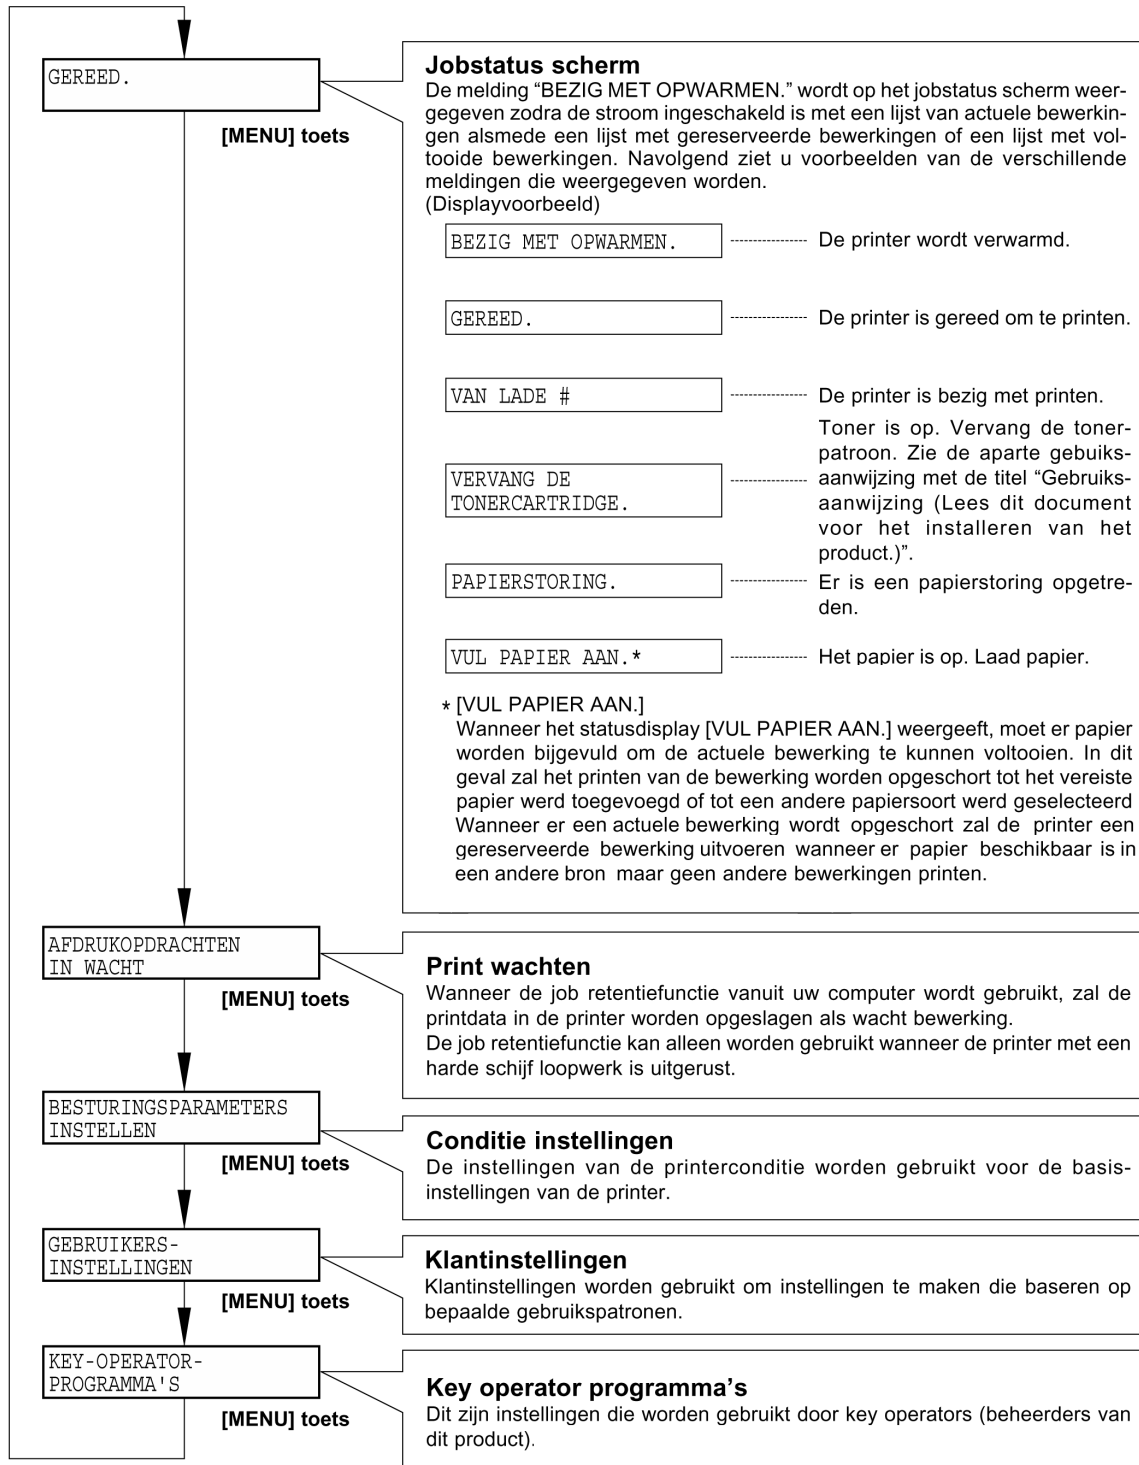 GEREED.
[MENU] toets
Jobstatus scherm
De melding “BEZIG MET OPWARMEN.” wordt op het jobstatus scherm weer-
gegeven zodra de stroom ingeschakeld is met een lijst van actuele bewerkin-
gen alsmede een lijst met gereserveerde bewerkingen of een lijst met vol-
tooide bewerkingen. Navolgend ziet u voorbeelden van de verschillende
meldingen die weergegeven worden.
(Displayvoorbeeld)
BEZIG MET OPWARMEN.
De printer wordt verwarmd.
GEREED.
De printer is gereed om te printen.
VAN LADE #
De printer is bezig met printen.
VERVANG DE
TONERCARTRIDGE.
Toner is op. Vervang de toner-
patroon. Zie de aparte gebuiks-
aanwijzing met de titel “Gebruiks-
aanwijzing (Lees dit document
voor het installeren van het
product.)”.
PAPIERSTORING.
Er is een papierstoring opgetre-
den.
VUL PAPIER AAN.*
Het papier is op. Laad papier.
* [VUL PAPIER AAN.]
Wanneer het statusdisplay [VUL PAPIER AAN.] weergeeft, moet er papier
worden bijgevuld om de actuele bewerking te kunnen voltooien. In dit
geval zal het printen van de bewerking worden opgeschort tot het vereiste
papier werd toegevoegd of tot een andere papiersoort werd geselecteerd
Wanneer er een actuele bewerking wordt opgeschort zal de printer een
gereserveerde bewerking uitvoeren wanneer er papier beschikbaar is in
een andere bron maar geen andere bewerkingen printen.
AFDRUKOPDRACHTEN
IN WACHT
[MENU] toets
Print wachten
Wanneer de job retentiefunctie vanuit uw computer wordt gebruikt, zal de
printdata in de printer worden opgeslagen als wacht bewerking.
De job retentiefunctie kan alleen worden gebruikt wanneer de printer met een
harde schijf loopwerk is uitgerust.
BESTURINGSPARAMETERS
INSTELLEN
[MENU] toets
Conditie instellingen
De instellingen van de printerconditie worden gebruikt voor de basis-
instellingen van de printer.
GEBRUIKERS-
INSTELLINGEN
[MENU] toets
Klantinstellingen
Klantinstellingen worden gebruikt om instellingen te maken die baseren op
bepaalde gebruikspatronen.
KEY-OPERATOR-
PROGRAMMA'S
[MENU] toets
Key operator programma’s
Dit zijn instellingen die worden gebruikt door key operators (beheerders van
dit product).